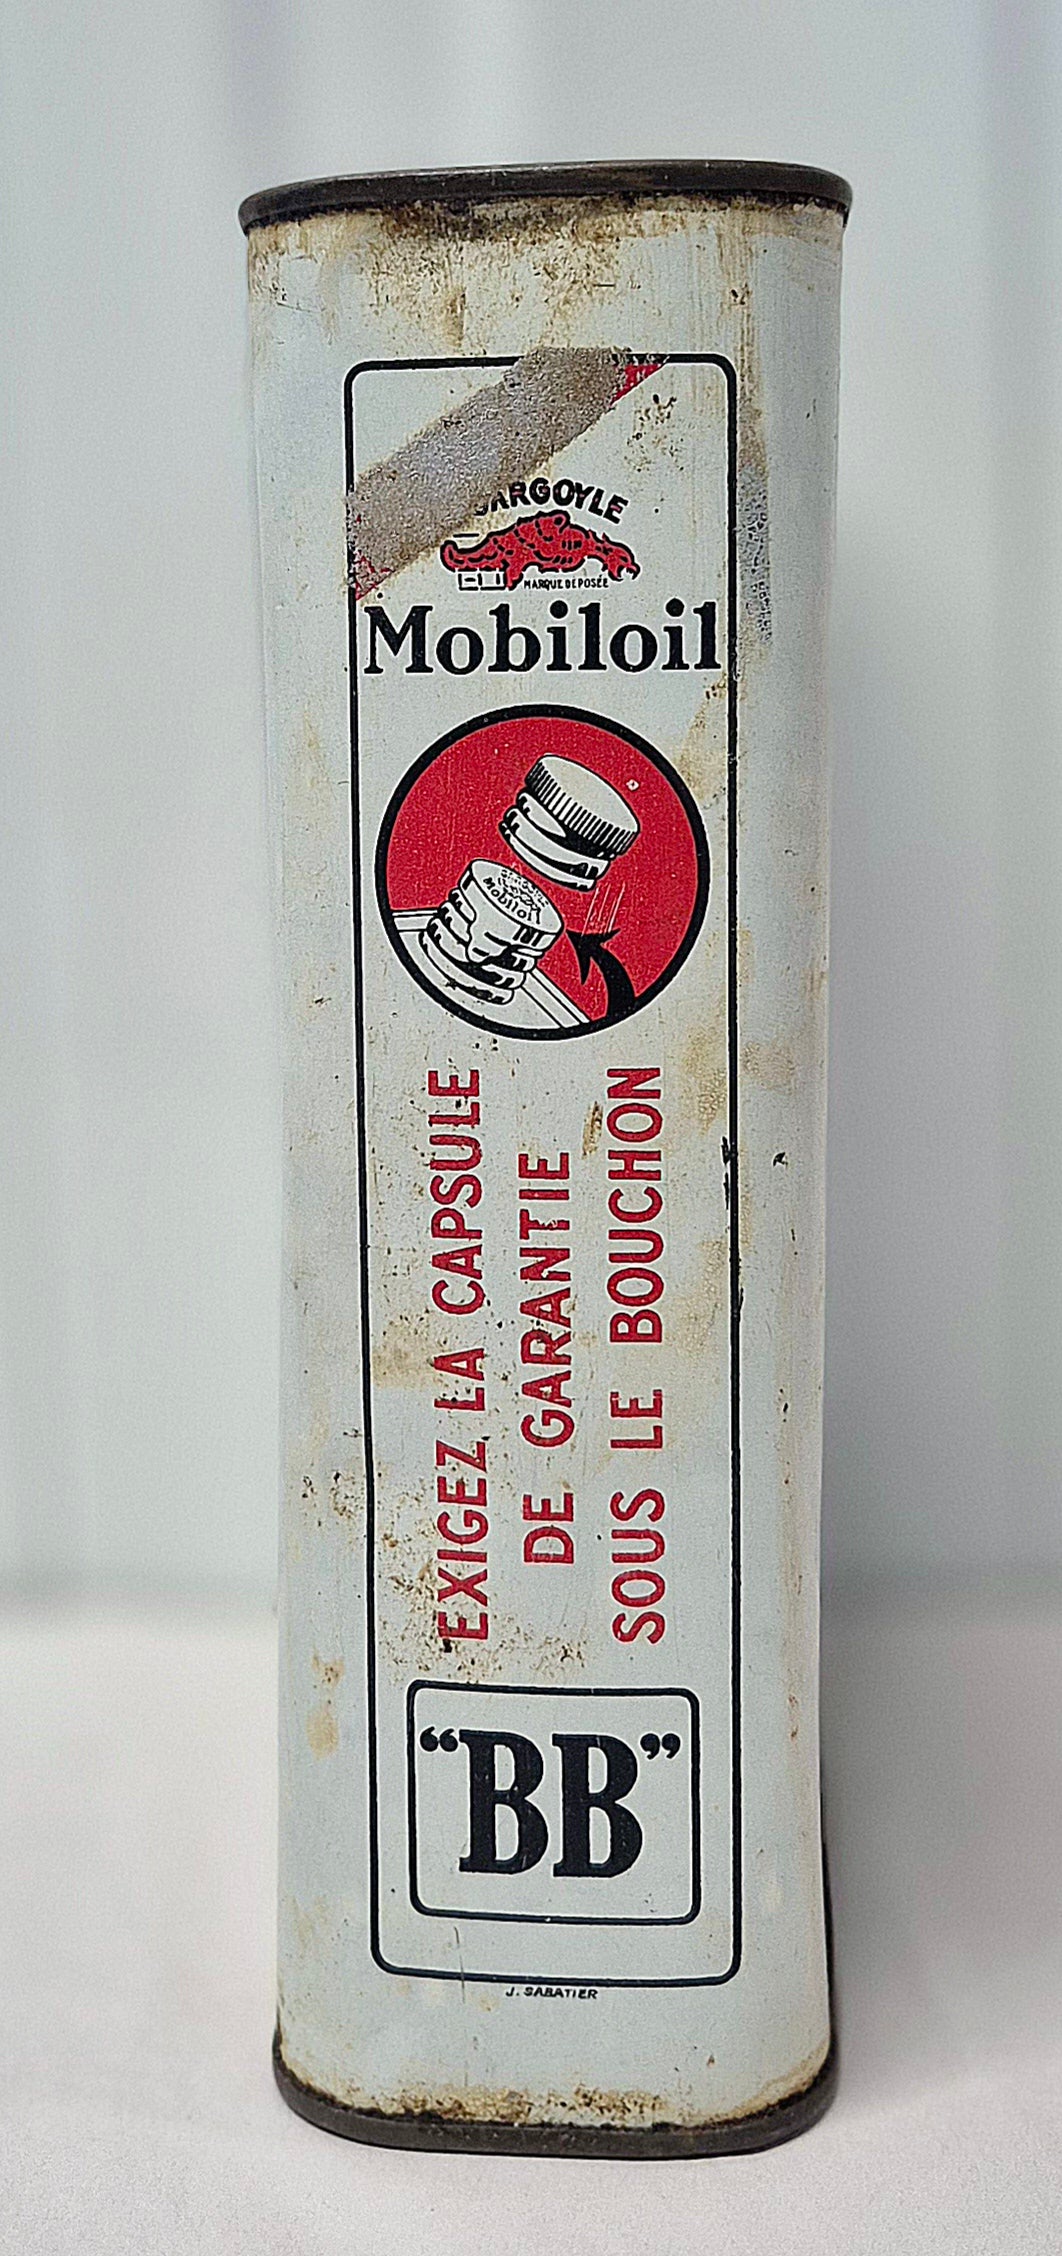 GARGOYLE
MARQUE DEPOSÉE
Mobiloil
Mobiloil
EXIGEZ LA CAPSULE
DE GARANTIE
SOUS LE BOUCHON
“BB”
J. SABATIER